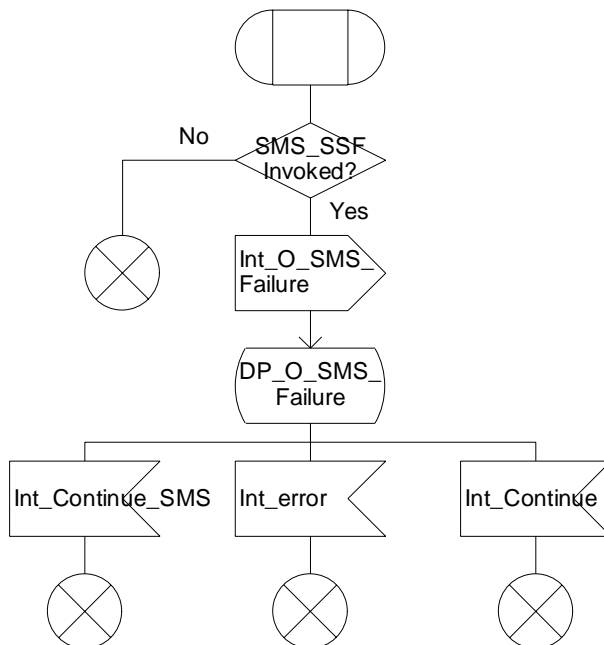 No
SMS_SSF
Invoked?
Yes
Int_O_SMS_
Failure
DP_O_SMS_
Failure
Int_Continue_SMS
Int_error
Int_Continue